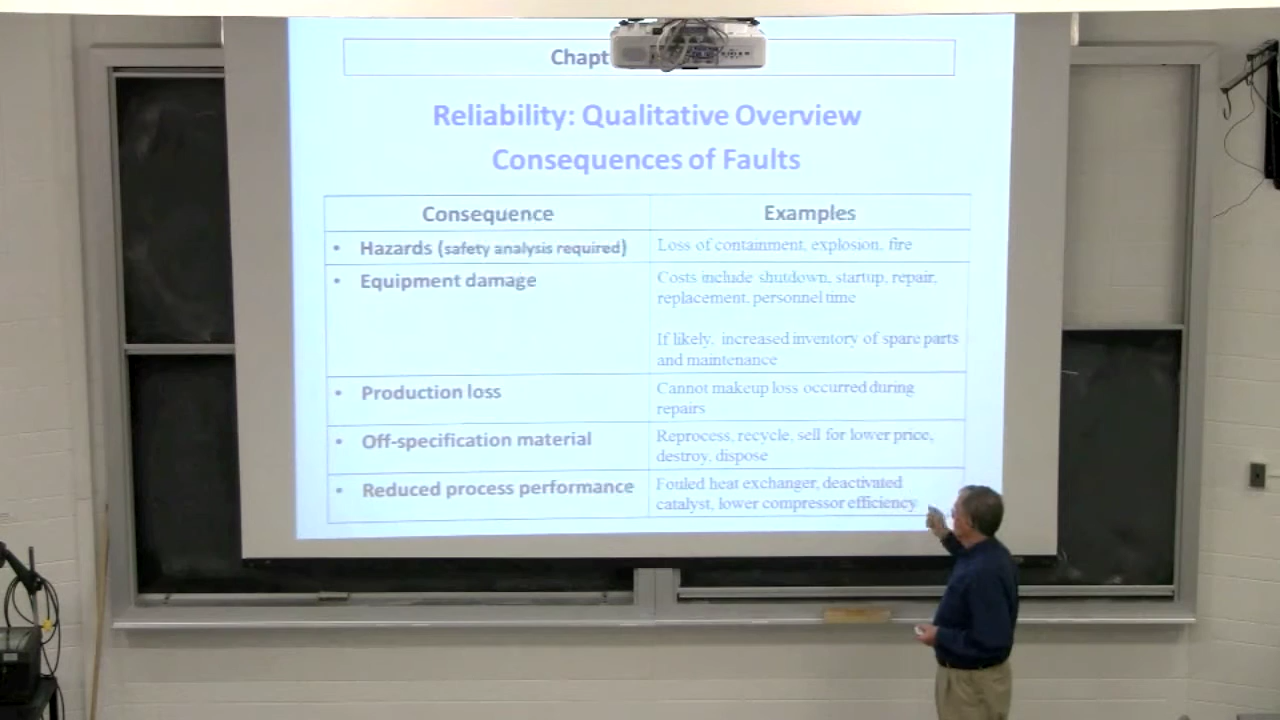 Chapt
Reliability: Qualitative Overview
Consequences of Faults
Consequence
Examples
• Hazards (safety analysis required)
Loss of containment, explosion, fire
• Equipment damage
Costs include shutdown, startup, repair,
replacement, personnel time
If likely, increased inventory of spare parts
and maintenance
• Production loss
Cannot makeup loss occurred during
repairs
• Off-specification material
Reprocess, recycle, sell for lower price,
destroy, dispose
• Reduced process performance
Fouled heat exchanger, deactivated
catalyst, lower compressor efficiency